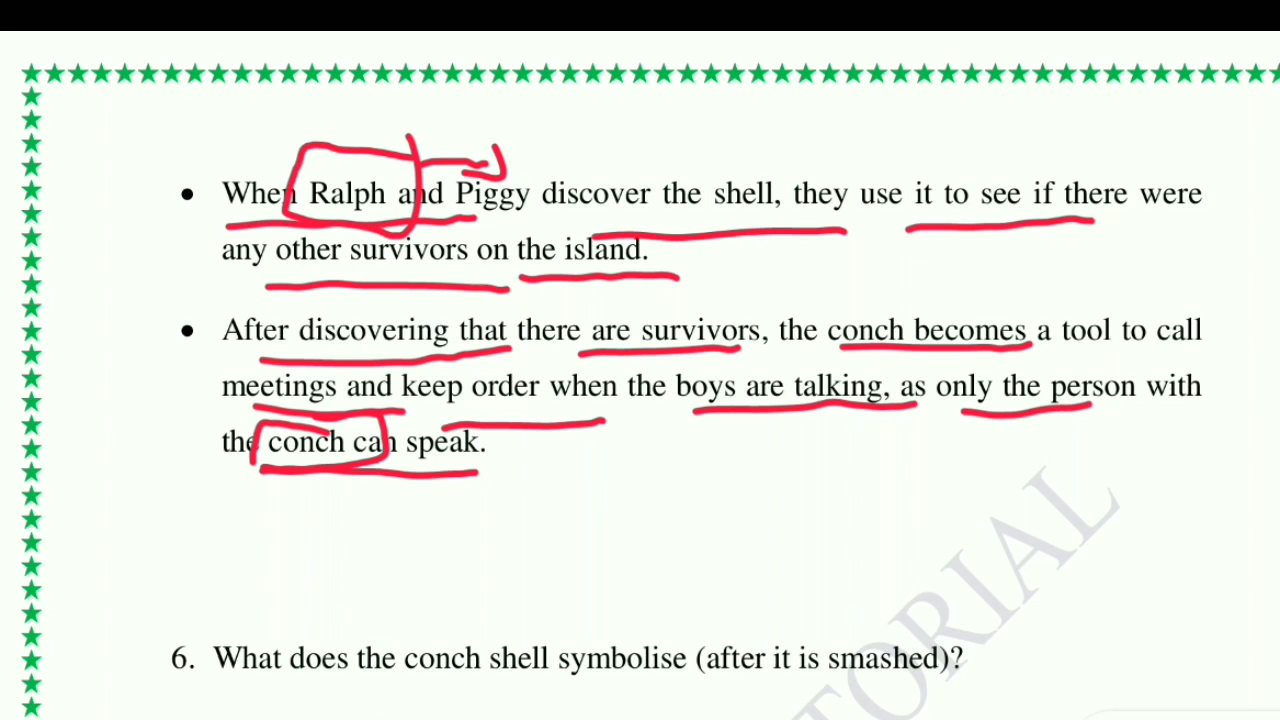 • When Ralph and Piggy discover the shell, they use it to see if there were
any other survivors on the island.
• After discovering that there are survivors, the conch becomes a tool to call
meetings and keep order when the boys are talking, as only the person with
the conch can speak.
6. What does the conch shell symbolise (after it is smashed)?
TORIAL